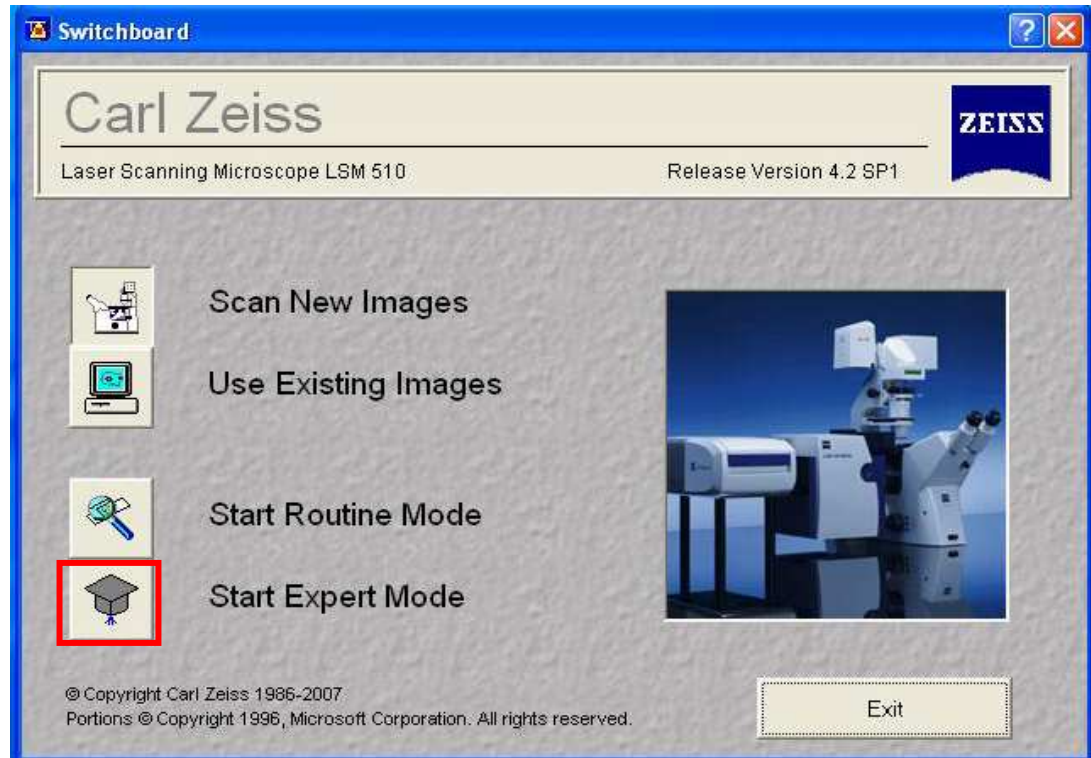 Switchboard
Carl Zeiss
ZEISS
Laser Scanning Microscope LSM 510 Release Version 4.2 SP1
Scan New Images
Use Existing Images
Start Routine Mode
Start Expert Mode
© Copyright Carl Zeiss 1986-2007
Portions © Copyright 1996, Microsoft Corporation. All rights reserved.
Exit